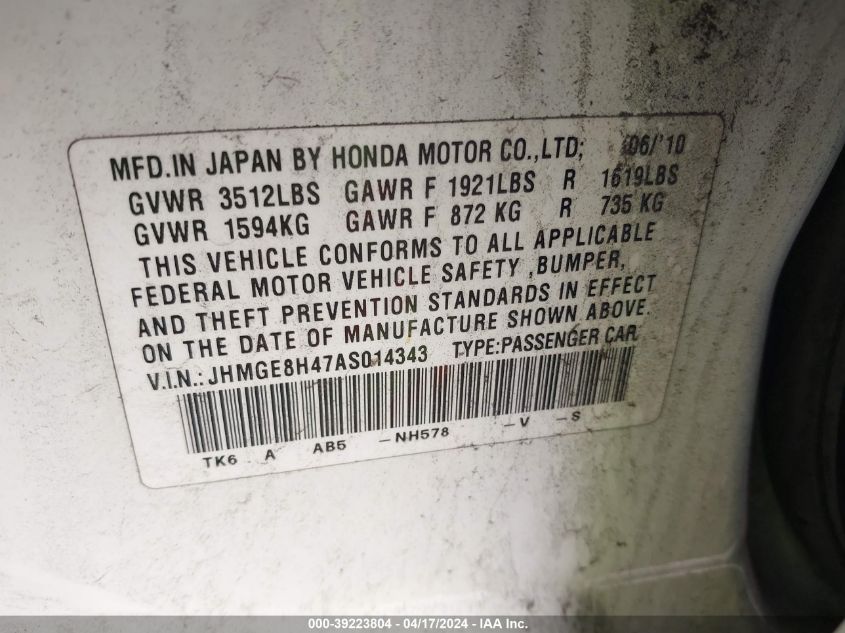 MFD.IN JAPAN BY HONDA MOTOR CO.,LTD; 06/'10
GVWR 3512LBS GAWR F 1921LBS R 1619LBS
GVWR 1594KG GAWR F 872 KG R 735 KG
THIS VEHICLE CONFORMS TO ALL APPLICABLE
FEDERAL MOTOR VEHICLE SAFETY ,BUMPER,
AND THEFT PREVENTION STANDARDS IN EFFECT
ON THE DATE OF MANUFACTURE SHOWN ABOVE.
V.I.N.: JHMGE8H47AS014343 TYPE:PASSENGER CAR
TK6 A AB5 -NH578 -V -S
000-39223804 - 04/17/2024 - IAA Inc.